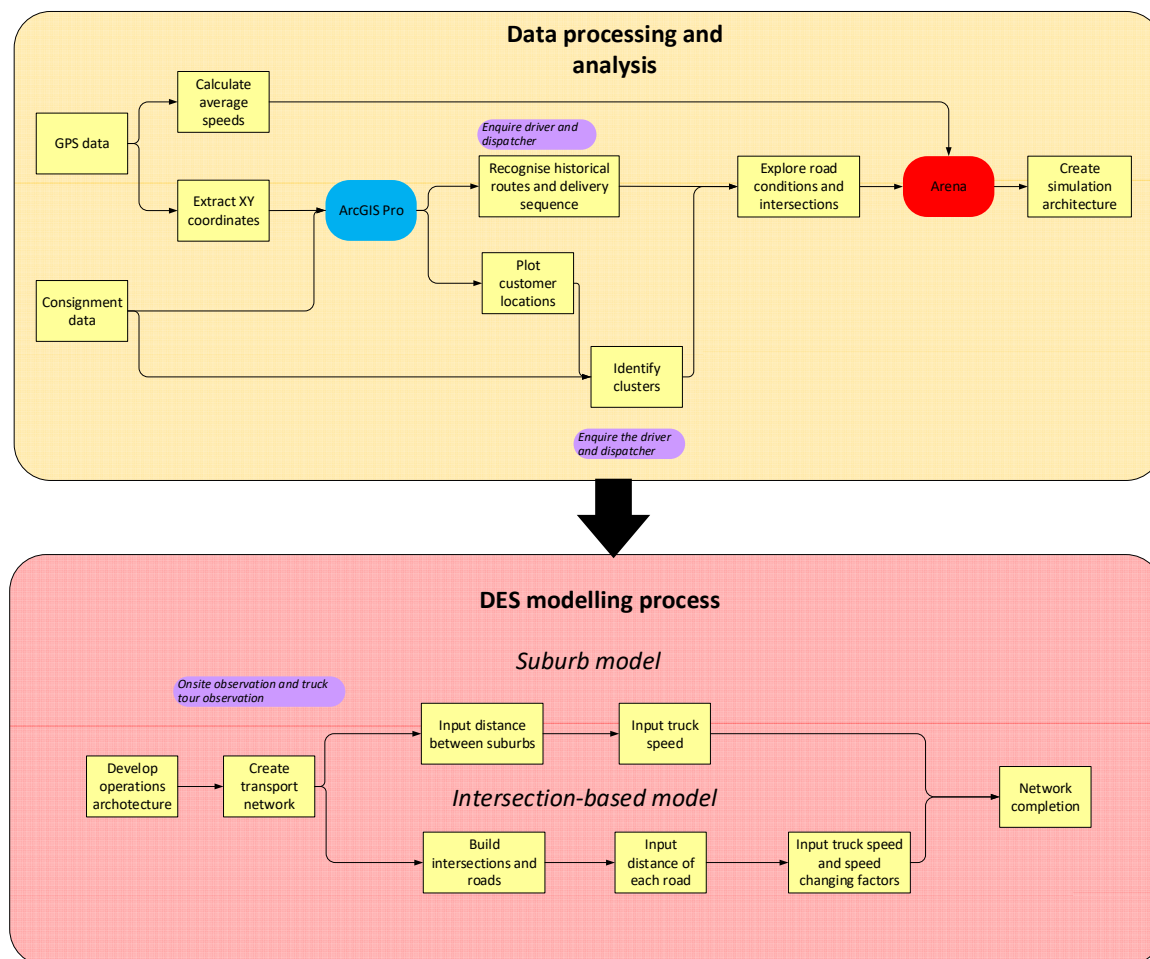 Data processing and
analysis
Calculate
average
speeds
GPS data
Enquire driver and
dispatcher
Recognise historical
routes and delivery
sequence
Explore road
conditions and
intersections
Arena
Create
simulation
architecture
Extract XY
coordinates
ArcGIS Pro
Plot
customer
locations
Consignment
data
Identify
clusters
Enquire the driver
and dispatcher
DES modelling process
Suburb model
Onsite observation and truck
tour observation
Input distance
between suburbs
Input truck
speed
Develop
operations
archotecture
Create
transport
network
Intersection-based model
Network
completion
Build
intersections and
roads
Input
distance of
each road
Input truck speed
and speed
changing factors